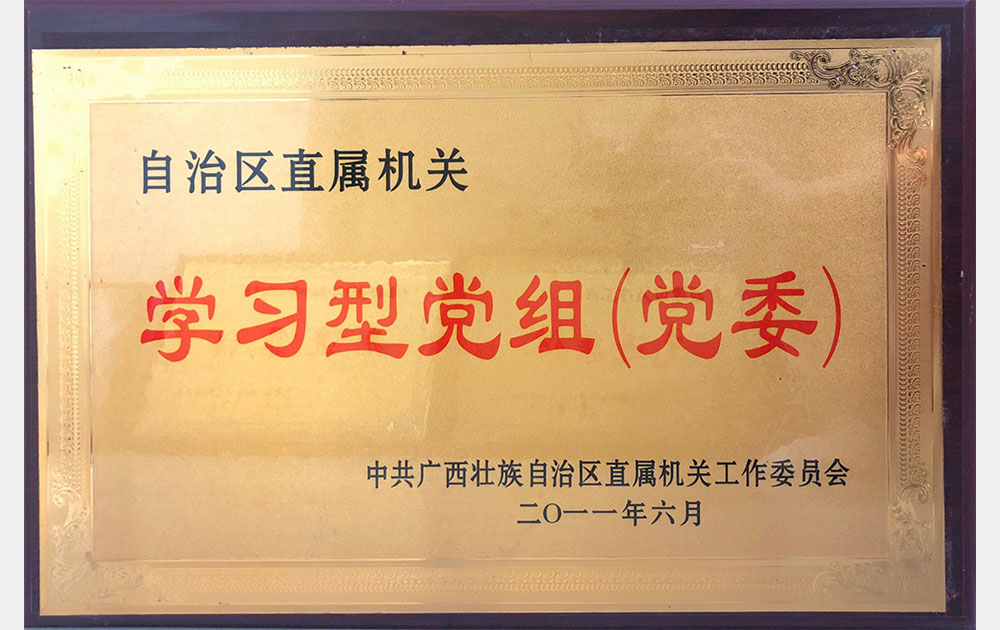 自治区直属机关
学习型党组(党委)
中共广西壮族自治区直属机关工作委员会
二〇一一年六月